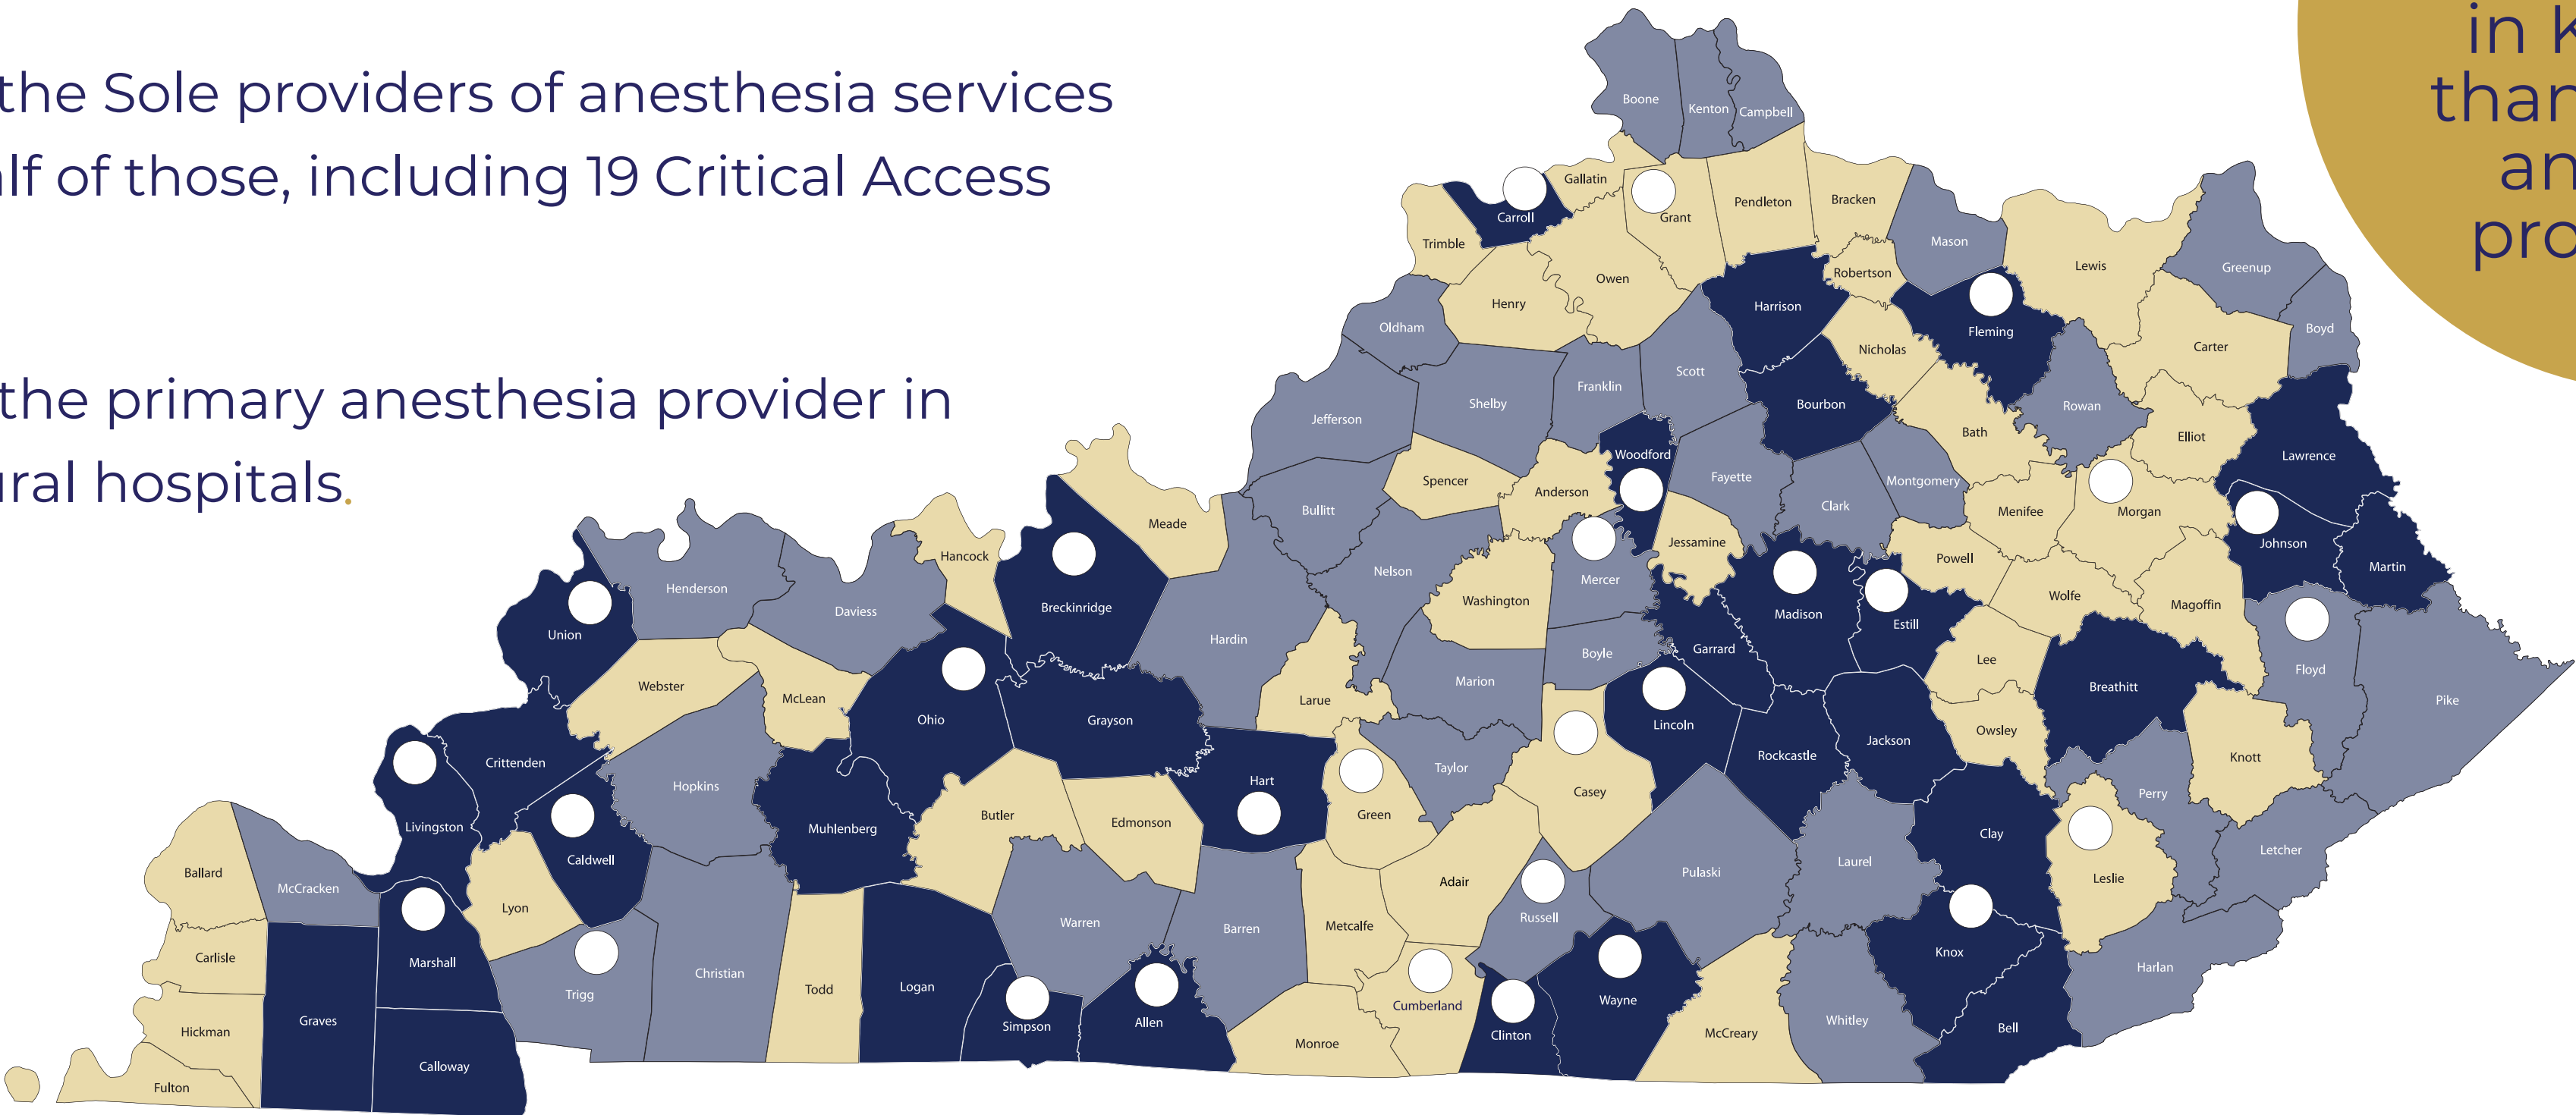 the Sole providers of anesthesia services
alf of those, including 19 Critical Access
the primary anesthesia provider in
ural hospitals.
in K
than
an
pro
Boone
Kenton
Campbell
Gallatin
Grant
Pendleton
Bracken
Carroll
Trimble
Mason
Lewis
Greenup
Owen
Robertson
Henry
Harrison
Oldham
Fleming
Boyd
Nicholas
Carter
Scott
Franklin
Shelby
Bourbon
Rowan
Jefferson
Bath
Elliot
Woodford
Lawrence
Fayette
Spencer
Montgomery
Anderson
Clark
Bullitt
Menifee
Morgan
Meade
Jessamine
Johnson
Hancock
Powell
Martin
Nelson
Mercer
Henderson
Wolfe
Washington
Magoffin
Breckinridge
Daviess
Madison
Estill
Union
Hardin
Garrard
Boyle
Lee
Floyd
Marion
Webster
Breathitt
McLean
Larue
Pike
Ohio
Grayson
Lincoln
Owsley
Jackson
Rockcastle
Knott
Crittenden
Taylor
Hart
Hopkins
Casey
Perry
Green
Butler
Edmonson
Livingston
Muhlenberg
Clay
Letcher
Caldwell
Laurel
Ballard
Pulaski
Leslie
Adair
McCracken
Lyon
Russell
Warren
Metcalfe
Barren
Knox
Carlisle
Marshall
Harlan
Christian
Logan
Todd
Trigg
Wayne
Cumberland
Graves
Whitley
Allen
Simpson
Bell
Hickman
McCreary
Clinton
Monroe
Calloway
Fulton